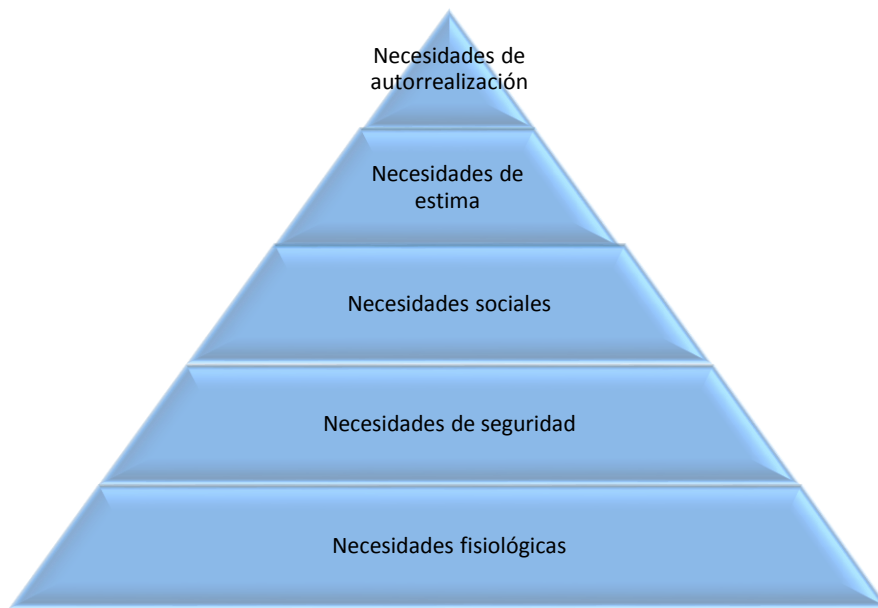 Necesidades de
autorrealización
Necesidades de
estima
Necesidades sociales
Necesidades de seguridad
Necesidades fisiológicas